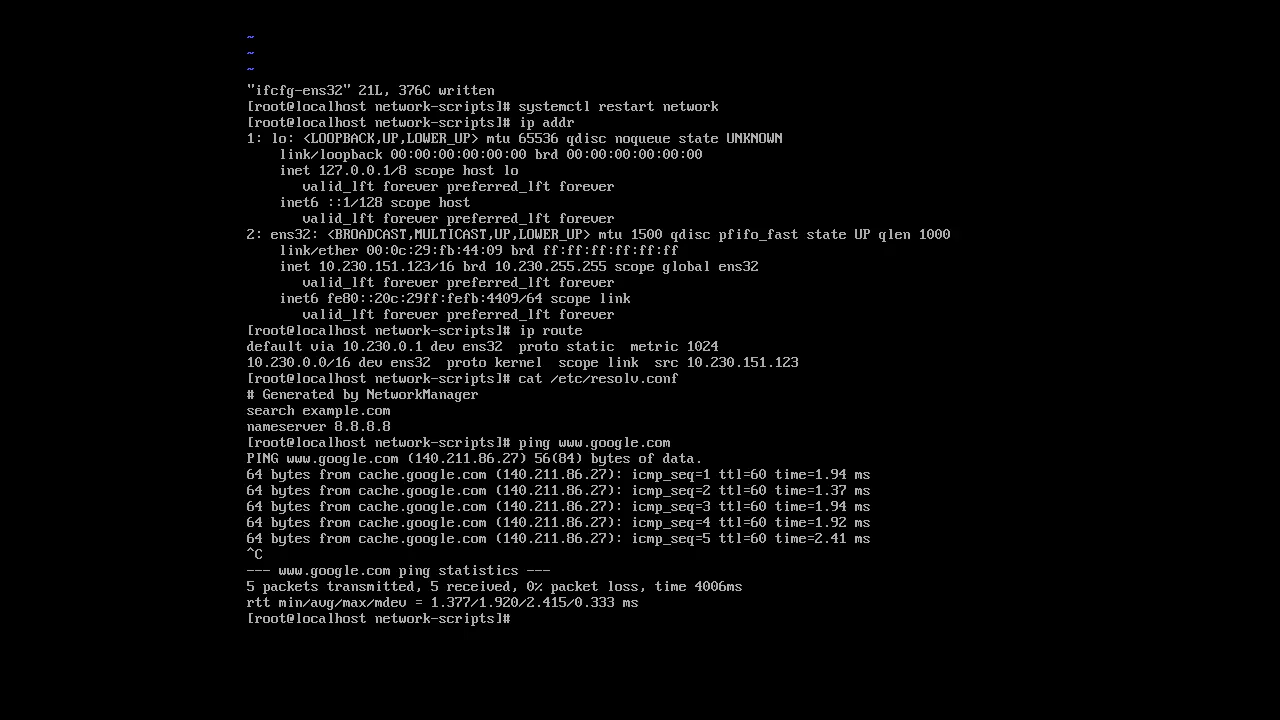 ~
~
~
"ifcfg-ens32" 21L, 376C written
[root@localhost network-scripts]# systemctl restart network
[root@localhost network-scripts]# ip addr
1: lo: <LOOPBACK,UP,LOWER_UP> mtu 65536 qdisc noqueue state UNKNOWN
    link/loopback 00:00:00:00:00:00 brd 00:00:00:00:00:00
    inet 127.0.0.1/8 scope host lo
       valid_lft forever preferred_lft forever
    inet6 ::1/128 scope host
       valid_lft forever preferred_lft forever
2: ens32: <BROADCAST,MULTICAST,UP,LOWER_UP> mtu 1500 qdisc pfifo_fast state UP qlen 1000
    link/ether 00:0c:29:fb:44:09 brd ff:ff:ff:ff:ff:ff
    inet 10.230.151.123/16 brd 10.230.255.255 scope global ens32
       valid_lft forever preferred_lft forever
    inet6 fe80::20c:29ff:fefb:4409/64 scope link
       valid_lft forever preferred_lft forever
[root@localhost network-scripts]# ip route
default via 10.230.0.1 dev ens32  proto static  metric 1024
10.230.0.0/16 dev ens32  proto kernel  scope link  src 10.230.151.123
[root@localhost network-scripts]# cat /etc/resolv.conf
# Generated by NetworkManager
search example.com
nameserver 8.8.8.8
[root@localhost network-scripts]# ping www.google.com
PING www.google.com (140.211.86.27) 56(84) bytes of data.
64 bytes from cache.google.com (140.211.86.27): icmp_seq=1 ttl=60 time=1.94 ms
64 bytes from cache.google.com (140.211.86.27): icmp_seq=2 ttl=60 time=1.37 ms
64 bytes from cache.google.com (140.211.86.27): icmp_seq=3 ttl=60 time=1.94 ms
64 bytes from cache.google.com (140.211.86.27): icmp_seq=4 ttl=60 time=1.92 ms
64 bytes from cache.google.com (140.211.86.27): icmp_seq=5 ttl=60 time=2.41 ms
^C
--- www.google.com ping statistics ---
5 packets transmitted, 5 received, 0% packet loss, time 4006ms
rtt min/avg/max/mdev = 1.377/1.920/2.415/0.333 ms
[root@localhost network-scripts]#